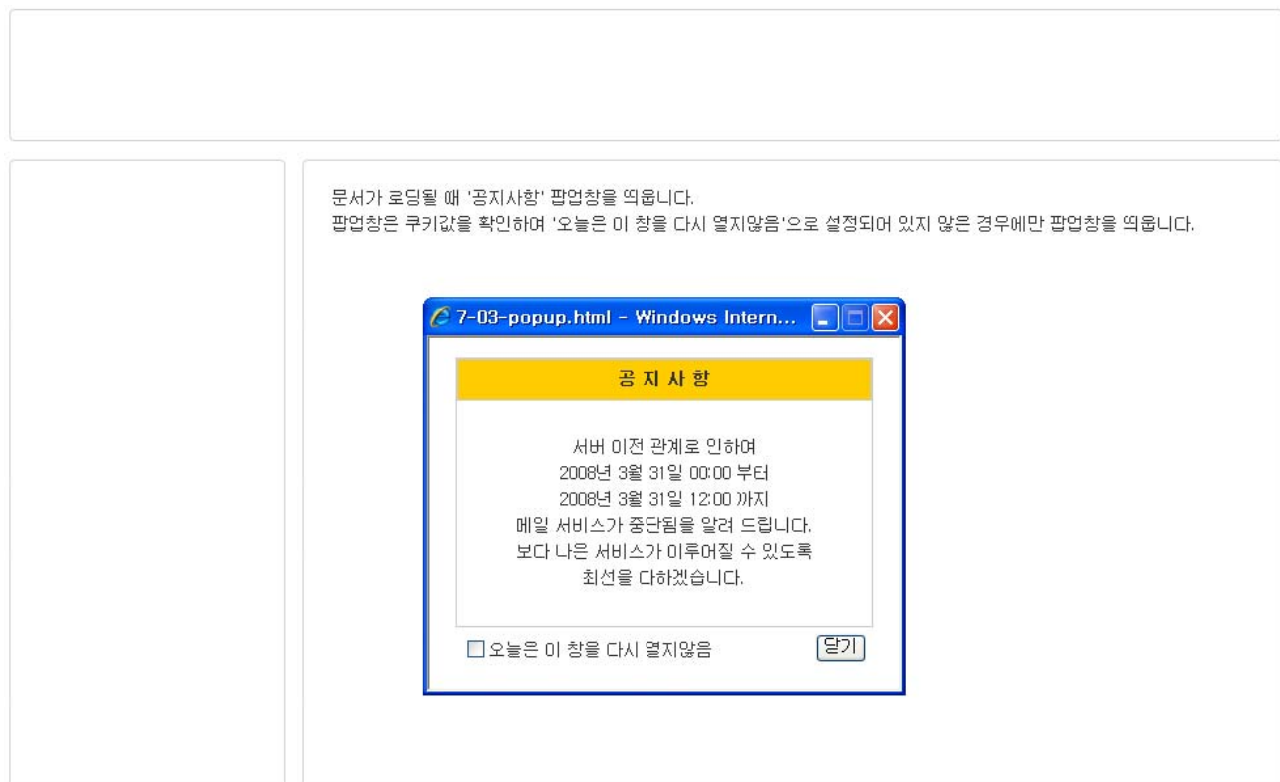 문서가 로딩될 때 '공지사항' 팝업창을 띄웁니다.
팝업창은 쿠키값을 확인하여 '오늘은 이 창을 다시 열지않음'으로 설정되어 있지 않은 경우에만 팝업창을 띄웁니다.
7-03-popup.html - Windows Intern...
공 지 사 항
서버 이전 관계로 인하여
2008년 3월 31일 00:00 부터
2008년 3월 31일 12:00 까지
메일 서비스가 중단됨을 알려 드립니다.
보다 나은 서비스가 이루어질 수 있도록
최선을 다하겠습니다.
오늘은 이 창을 다시 열지않음
닫기